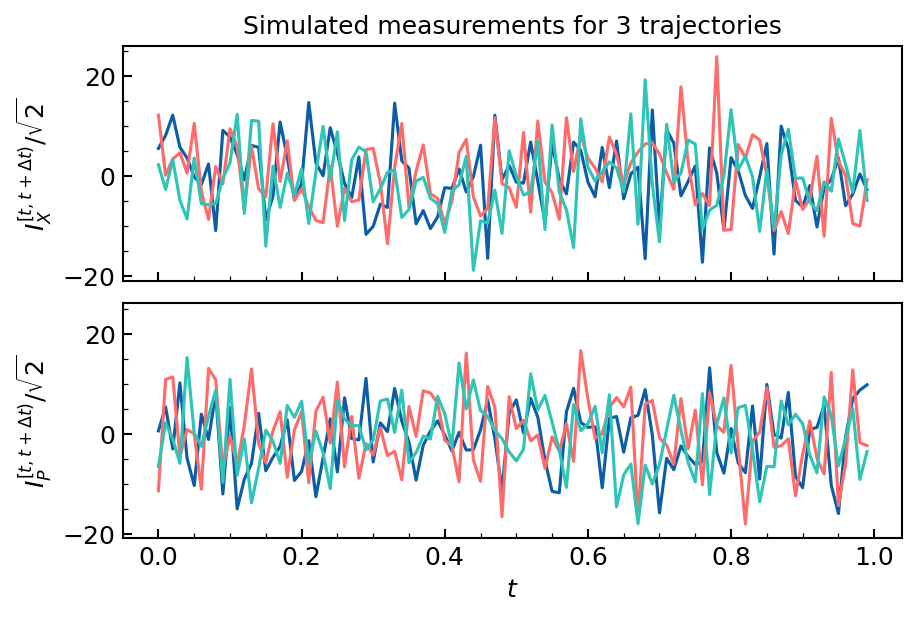 Simulated measurements for 3 trajectories
I_X^{[t, t + Δt)}/√2
20
0
−20
I_P^{[t, t + Δt)}/√2
20
0
−20
0.0 0.2 0.4 0.6 0.8 1.0
t